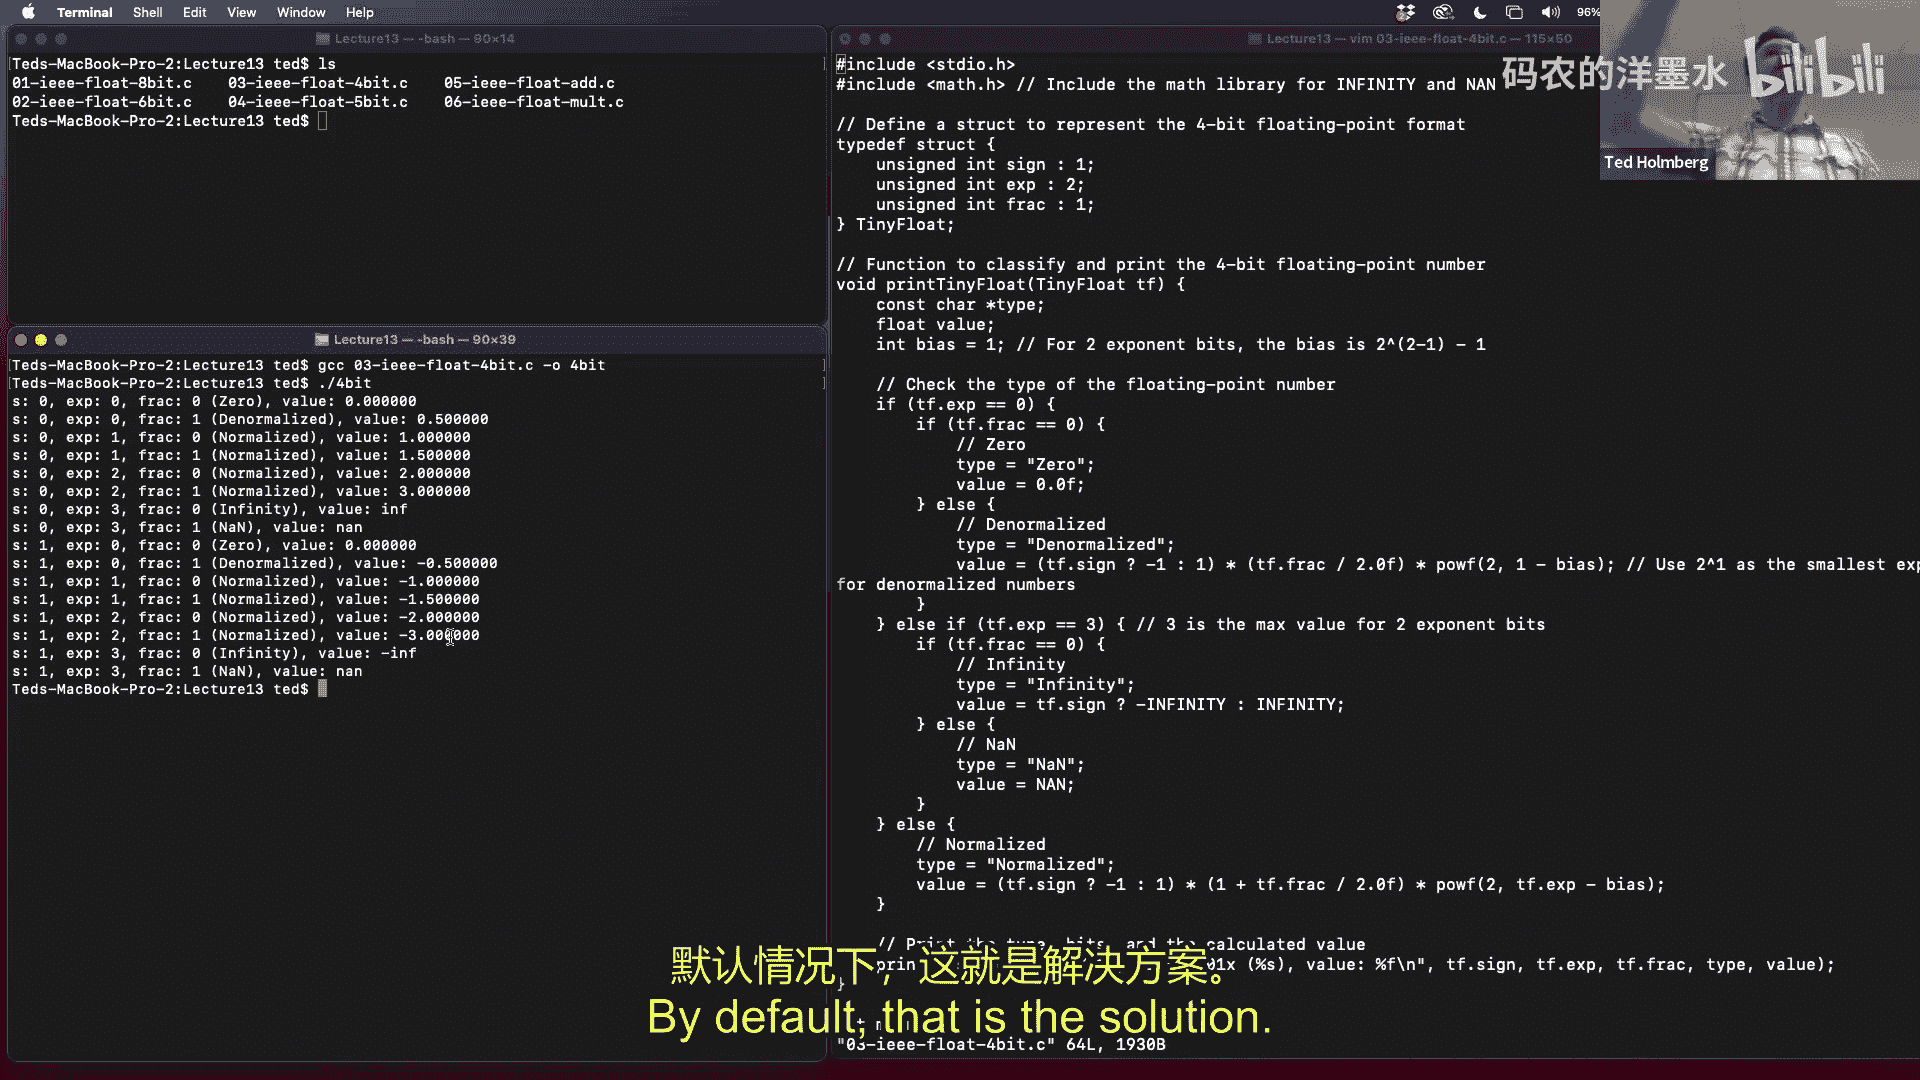 Terminal Shell Edit View Window Help
96%
Lecture13 — -bash — 90×14
Teds-MacBook-Pro-2:Lecture13 ted$ ls
01-ieee-float-8bit.c 03-ieee-float-4bit.c 05-ieee-float-add.c
02-ieee-float-6bit.c 04-ieee-float-5bit.c 06-ieee-float-mult.c
Teds-MacBook-Pro-2:Lecture13 ted$
Lecture13 — -bash — 90×39
Teds-MacBook-Pro-2:Lecture13 ted$ gcc 03-ieee-float-4bit.c -o 4bit
Teds-MacBook-Pro-2:Lecture13 ted$ ./4bit
s: 0, exp: 0, frac: 0 (Zero), value: 0.000000
s: 0, exp: 0, frac: 1 (Denormalized), value: 0.500000
s: 0, exp: 1, frac: 0 (Normalized), value: 1.000000
s: 0, exp: 1, frac: 1 (Normalized), value: 1.500000
s: 0, exp: 2, frac: 0 (Normalized), value: 2.000000
s: 0, exp: 2, frac: 1 (Normalized), value: 3.000000
s: 0, exp: 3, frac: 0 (Infinity), value: inf
s: 0, exp: 3, frac: 1 (NaN), value: nan
s: 1, exp: 0, frac: 0 (Zero), value: 0.000000
s: 1, exp: 0, frac: 1 (Denormalized), value: -0.500000
s: 1, exp: 1, frac: 0 (Normalized), value: -1.000000
s: 1, exp: 1, frac: 1 (Normalized), value: -1.500000
s: 1, exp: 2, frac: 0 (Normalized), value: -2.000000
s: 1, exp: 2, frac: 1 (Normalized), value: -3.000000
s: 1, exp: 3, frac: 0 (Infinity), value: -inf
s: 1, exp: 3, frac: 1 (NaN), value: nan
Teds-MacBook-Pro-2:Lecture13 ted$
Lecture13 — vim 03-ieee-float-4bit.c — 115×50
#include <stdio.h>
#include <math.h> // Include the math library for INFINITY and NAN
// Define a struct to represent the 4-bit floating-point format
typedef struct {
unsigned int sign : 1;
unsigned int exp : 2;
unsigned int frac : 1;
} TinyFloat;
// Function to classify and print the 4-bit floating-point number
void printTinyFloat(TinyFloat tf) {
const char *type;
float value;
int bias = 1; // For 2 exponent bits, the bias is 2^(2-1) - 1
// Check the type of the floating-point number
if (tf.exp == 0) {
if (tf.frac == 0) {
// Zero
type = "Zero";
value = 0.0f;
} else {
// Denormalized
type = "Denormalized";
value = (tf.sign ? -1 : 1) * (tf.frac / 2.0f) * powf(2, 1 - bias); // Use 2^1 as the smallest exp
for denormalized numbers
}
} else if (tf.exp == 3) { // 3 is the max value for 2 exponent bits
if (tf.frac == 0) {
// Infinity
type = "Infinity";
value = tf.sign ? -INFINITY : INFINITY;
} else {
// NaN
type = "NaN";
value = NAN;
}
} else {
// Normalized
type = "Normalized";
value = (tf.sign ? -1 : 1) * (1 + tf.frac / 2.0f) * powf(2, tf.exp - bias);
}
// Print the type, bits, and the calculated value
prin 01x (%s), value: %f\n", tf.sign, tf.exp, tf.frac, type, value);
}
"03-ieee-float-4bit.c" 64L, 1930B
码农的洋墨水 bilibili
Ted Holmberg
默认情况下，这就是解决方案。
By default, that is the solution.